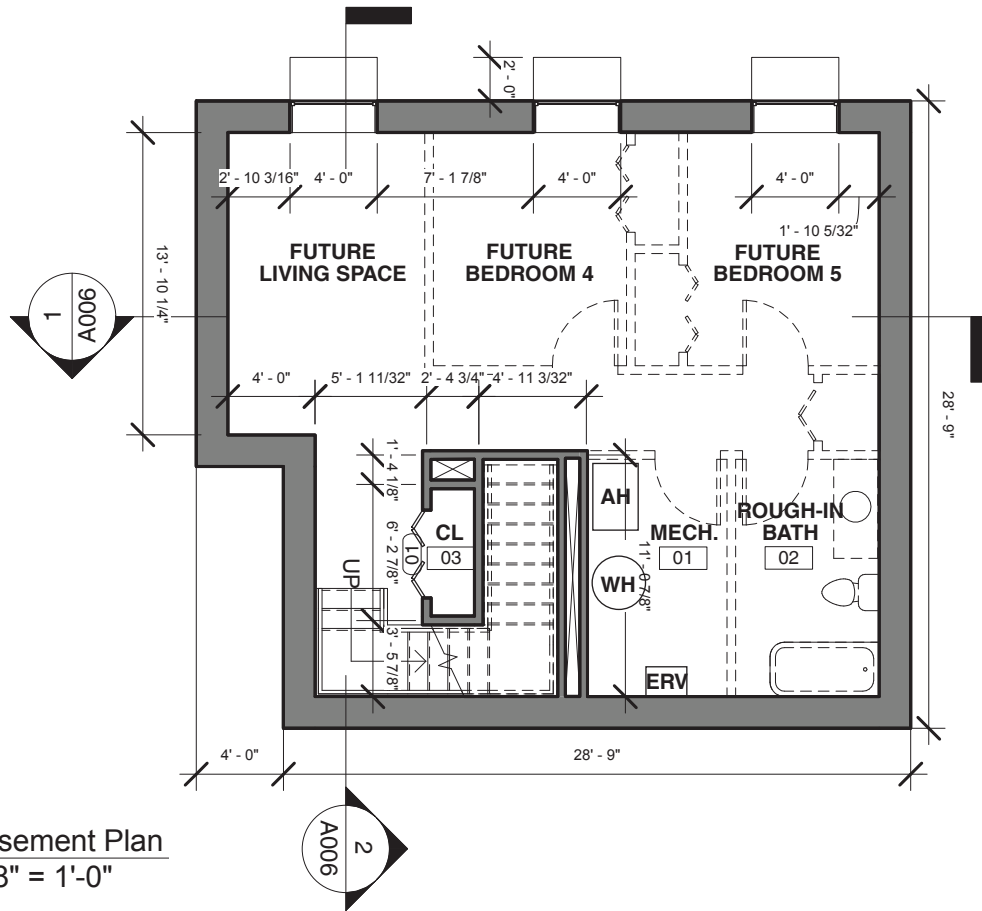 2' - 0"
2' - 10 3/16"
4' - 0"
7' - 1 7/8"
4' - 0"
4' - 0"
1' - 10 5/32"
FUTURE
LIVING SPACE
FUTURE
BEDROOM 4
FUTURE
BEDROOM 5
13' - 10 1/4"
1
A006
28' - 9"
4' - 0"
5' - 1 11/32"
2' - 4 3/4"
4' - 11 3/32"
1' - 4 1/8"
6' - 2 7/8"
3' - 5 7/8"
CL
03
01
UP
AH
WH
11' - 0 7/8"
MECH.
01
ROUGH-IN
BATH
02
ERV
4' - 0"
28' - 9"
2
A006
sement Plan
8" = 1'-0"